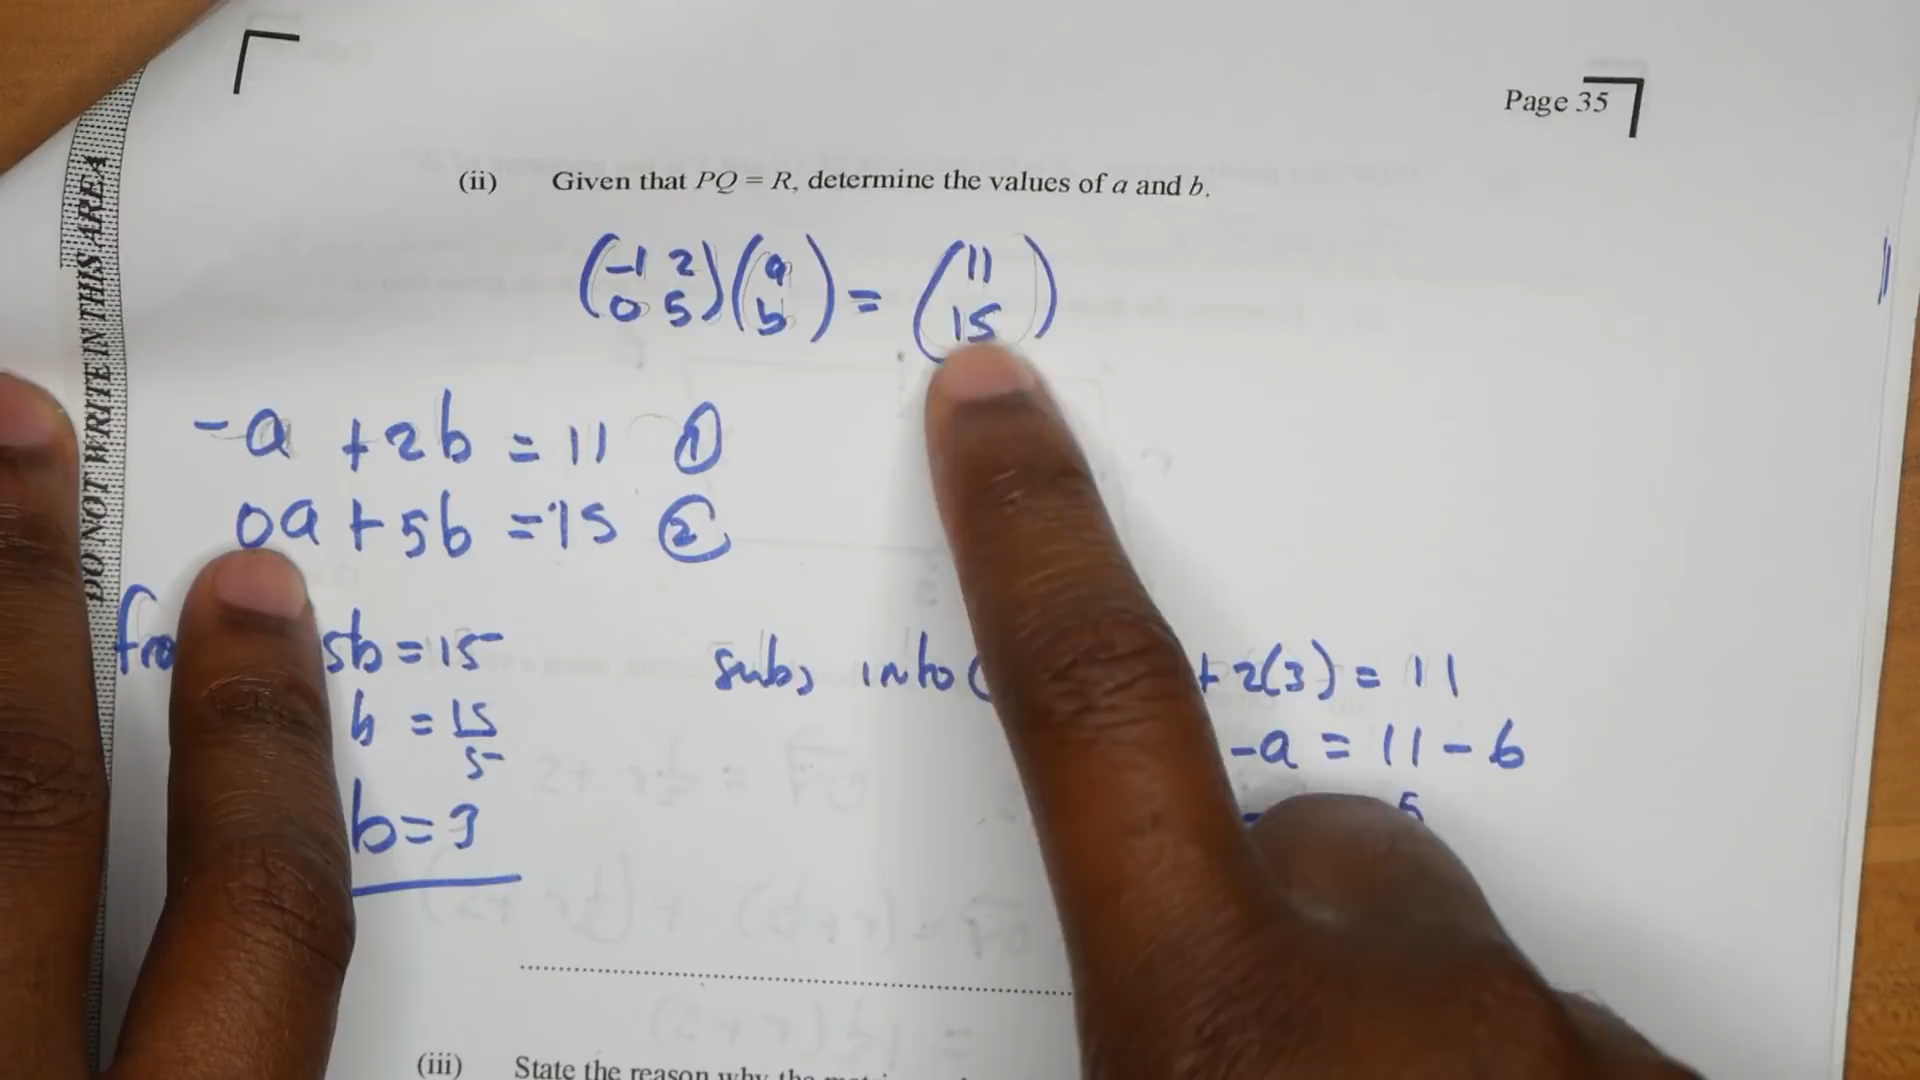 Page 35
DO NOT WRITE IN THIS AREA
(ii) Given that PQ = R, determine the values of a and b.
(-1 2) (a) = (11)
(0 5) (b) (15)
-a + 2b = 11 ①
0a + 5b = 15 ②
5b = 15
b = 15/5
b = 3
subs into + 2(3) = 11
-a = 11 - 6
5
(iii) State the reason why the